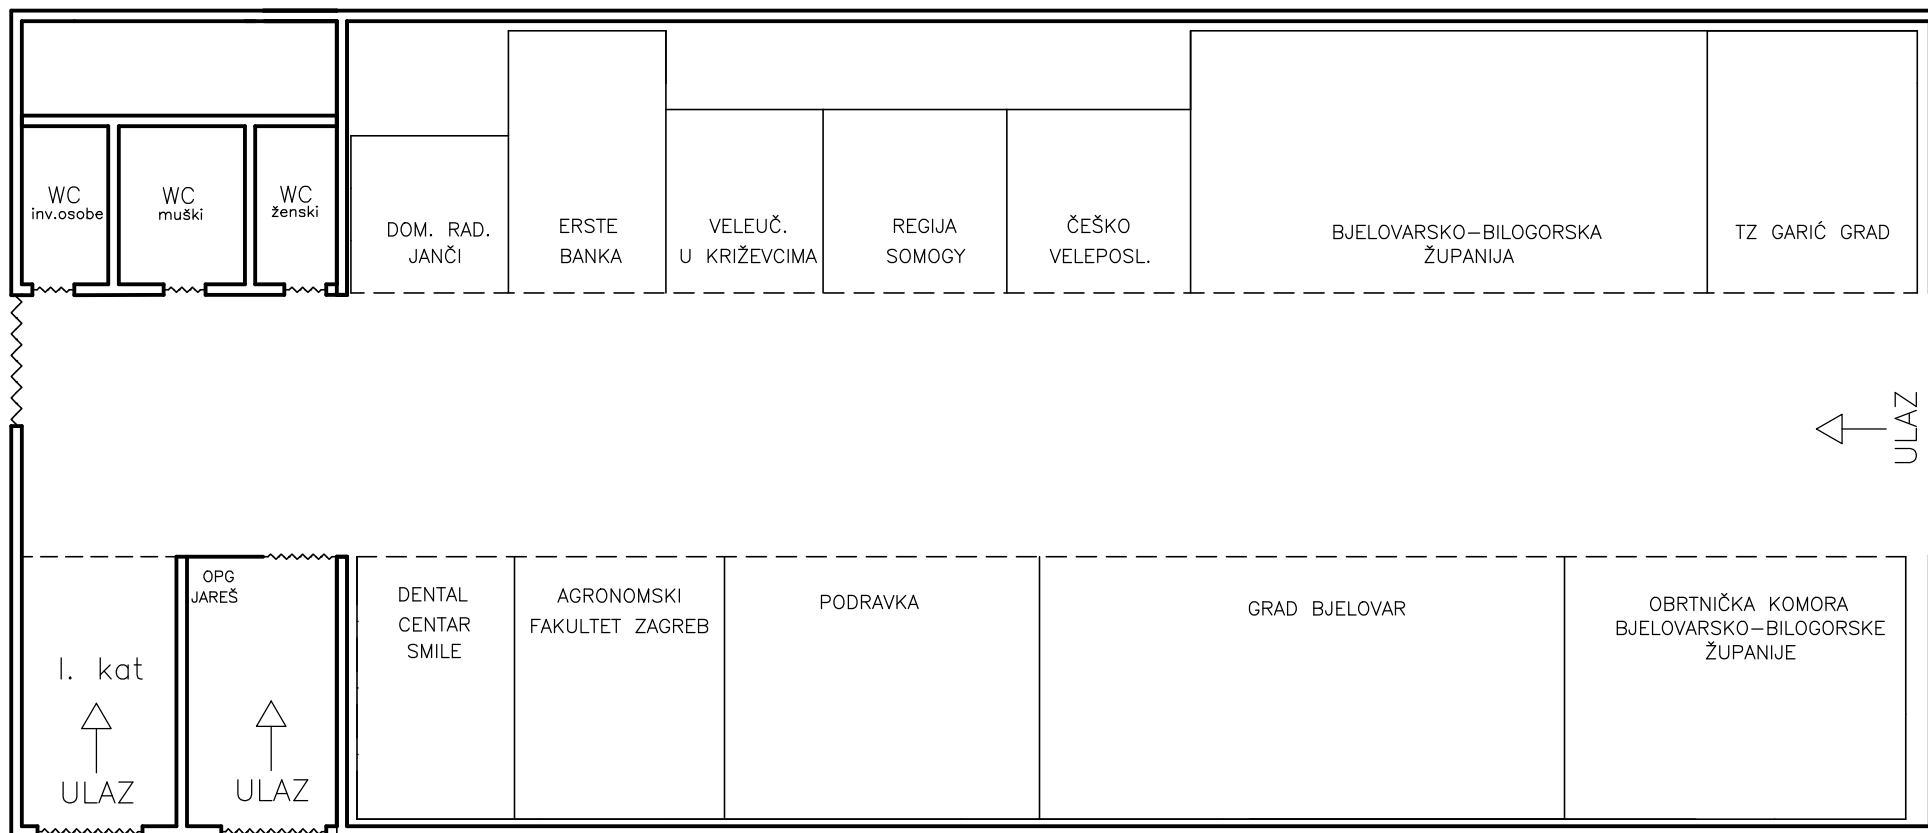 WC
inv.osobe
WC
muški
WC
ženski
DOM. RAD.
JANČI
ERSTE
BANKA
VELEUČ.
U KRIŽEVCIMA
REGIJA
SOMOGY
ČEŠKO
VELEPOSL.
BJELOVARSKO-BILOGORSKA
ŽUPANIJA
TZ GARIĆ GRAD
ULAZ
OPG
JAREŠ
I. kat
ULAZ
ULAZ
DENTAL
CENTAR
SMILE
AGRONOMSKI
FAKULTET ZAGREB
PODRAVKA
GRAD BJELOVAR
OBRTNIČKA KOMORA
BJELOVARSKO-BILOGORSKE
ŽUPANIJE